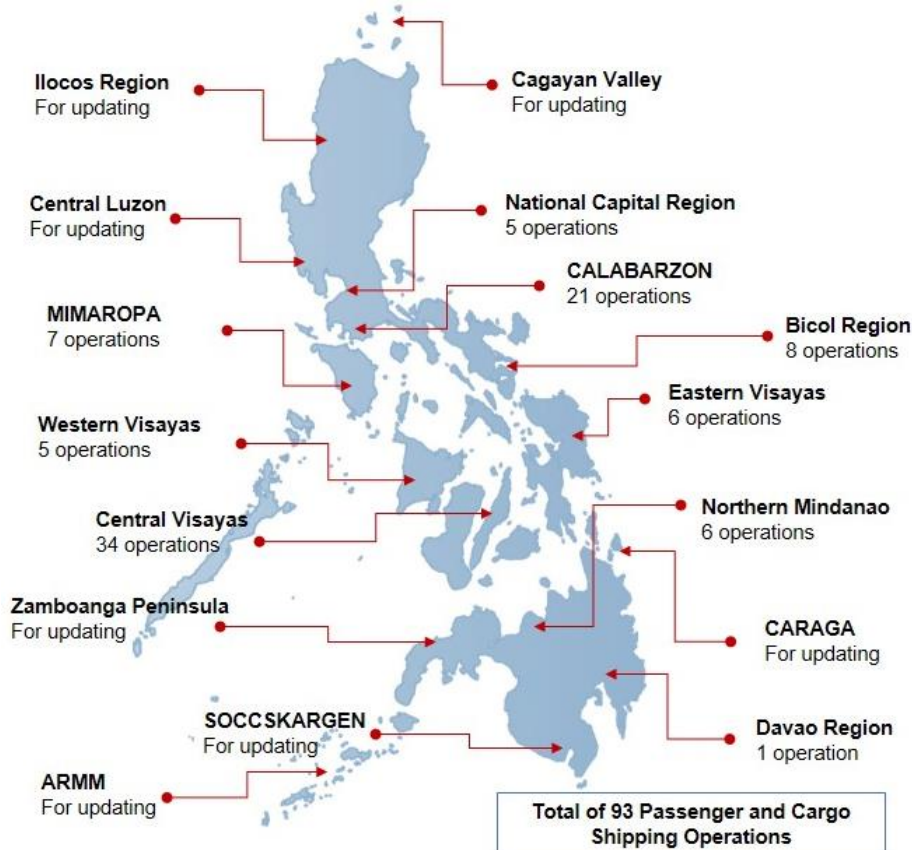 Ilocos Region
For updating
Cagayan Valley
For updating
Central Luzon
For updating
National Capital Region
5 operations
CALABARZON
21 operations
MIMAROPA
7 operations
Bicol Region
8 operations
Eastern Visayas
6 operations
Western Visayas
5 operations
Northern Mindanao
6 operations
Central Visayas
34 operations
Zamboanga Peninsula
For updating
CARAGA
For updating
SOCCSKARGEN
For updating
Davao Region
1 operation
ARMM
For updating
Total of 93 Passenger and Cargo
Shipping Operations